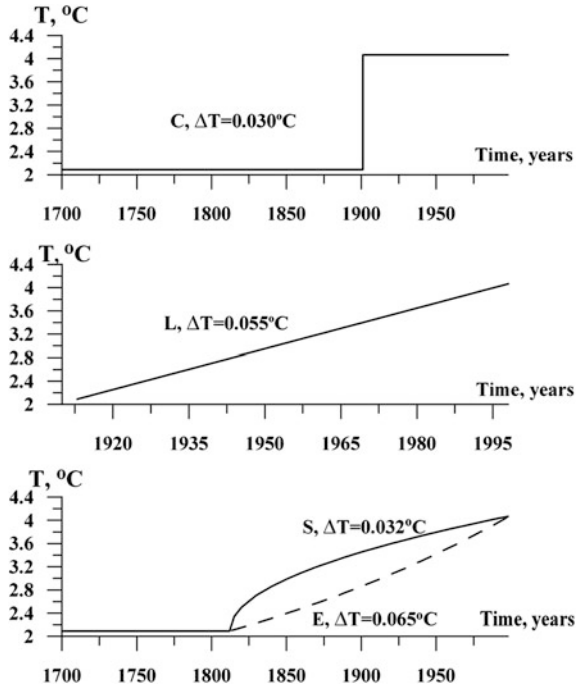 T, ºC
4.4
4
3.6
3.2
2.8
2.4
2
C, ΔT=0.030ºC
Time, years
1700 1750 1800 1850 1900 1950
T, ºC
4.4
4
3.6
3.2
2.8
2.4
2
L, ΔT=0.055ºC
Time, years
1920 1935 1950 1965 1980 1995
T, ºC
4.4
4
3.6
3.2
2.8
2.4
2
S, ΔT=0.032ºC
E, ΔT=0.065ºC
Time, years
1700 1750 1800 1850 1900 1950